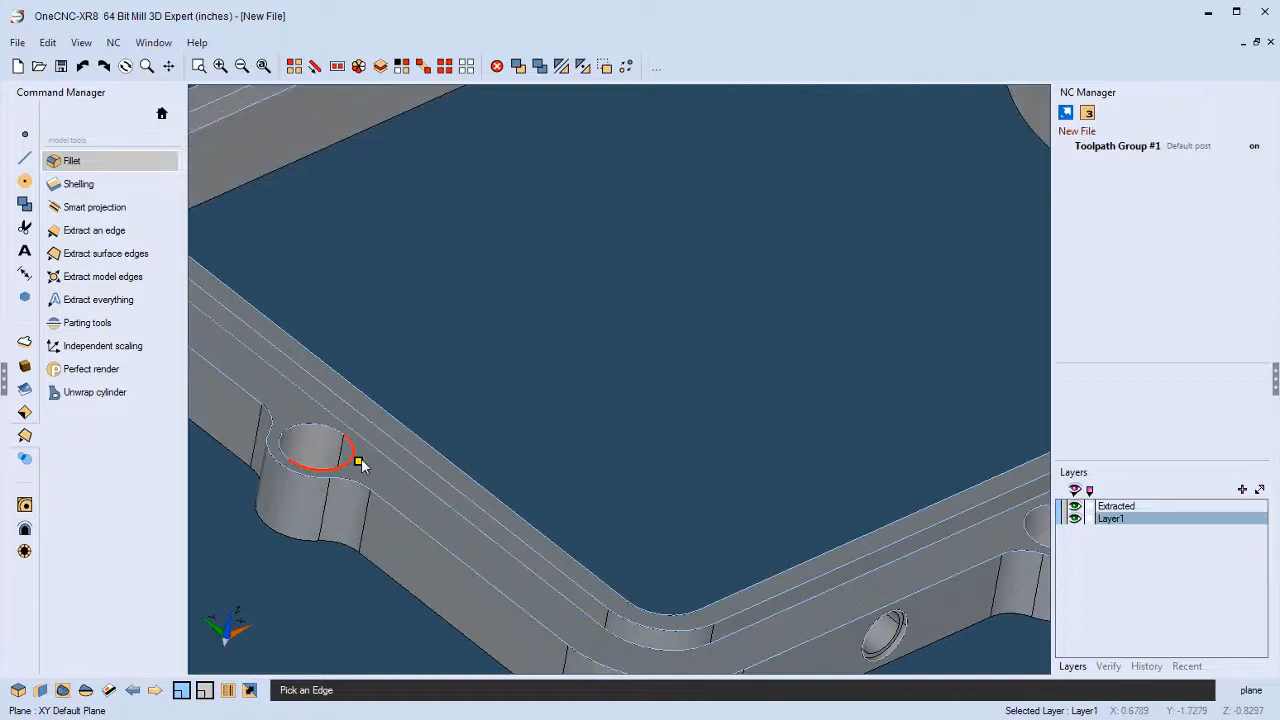 OneCNC-XR8 64 Bit Mill 3D Expert (inches) - [New File]
File Edit View NC Window Help
...
Command Manager
model tools
Fillet
Shelling
Smart projection
Extract an edge
Extract surface edges
Extract model edges
Extract everything
Parting tools
Independent scaling
Perfect render
Unwrap cylinder
A
NC Manager
3
New File
Toolpath Group #1 Default post on
Layers
Extracted
Layer1
Layers Verify History Recent
Z
Pick an Edge
plane
Plane : XY Default Plane
Selected Layer : Layer1 X: 0.6789 Y: -1.7279 Z: -0.8297